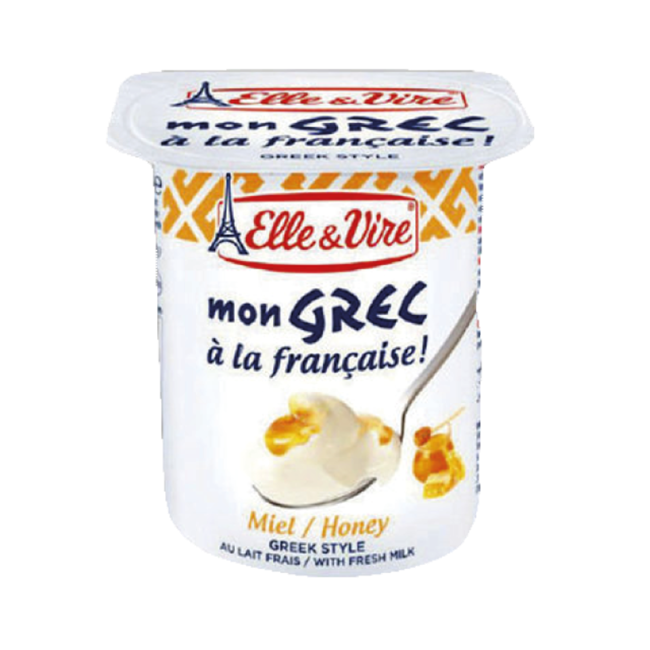 Elle & Vire
mon GREC
à la française !
GREEK STYLE
Elle & Vire®
mon GREC
à la française !
Miel / Honey
GREEK STYLE
AU LAIT FRAIS / WITH FRESH MILK